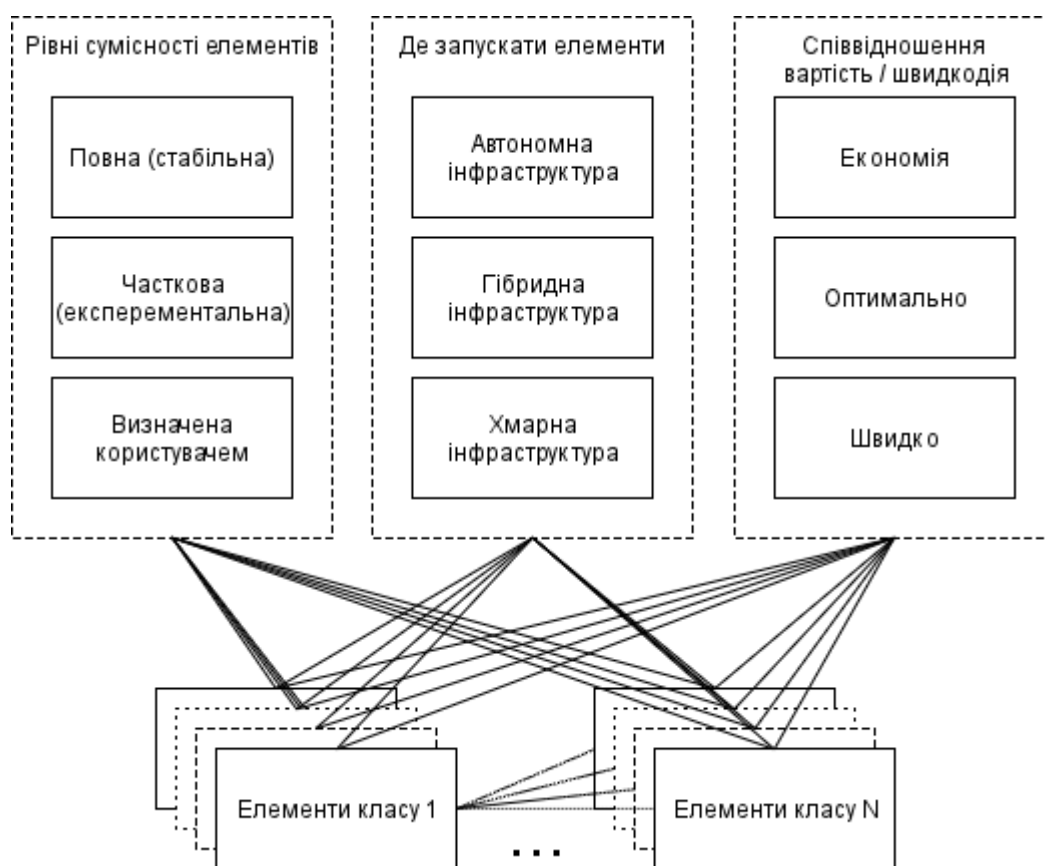 Рівні сумісності елементів
Повна (стабільна)
Часткова
(експерементальна)
Визначена
користувачем
Де запускати елементи
Автономна
інфраструктура
Гібридна
інфраструктура
Хмарна
інфраструктура
Співвідношення
вартість / швидкодія
Економія
Оптимально
Швидко
Елементи класу 1
...
Елементи класу N